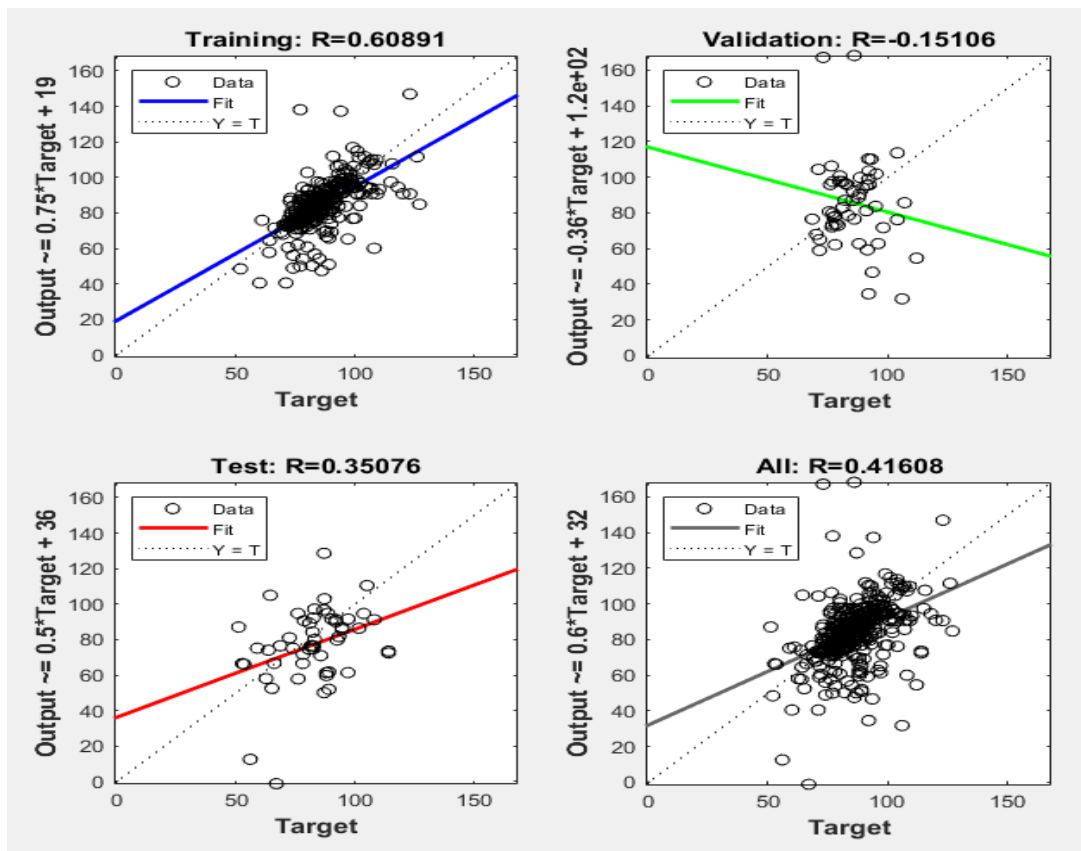 Training: R=0.60891
Output ~= 0.75*Target + 19
160
140
120
100
80
60
40
20
0
Data
Fit
Y = T
0 50 100 150
Target
Validation: R=-0.15106
Output ~= -0.36*Target + 1.2e+02
160
140
120
100
80
60
40
20
0
Data
Fit
Y = T
0 50 100 150
Target
Test: R=0.35076
Output ~= 0.5*Target + 36
160
140
120
100
80
60
40
20
0
Data
Fit
Y = T
0 50 100 150
Target
All: R=0.41608
Output ~= 0.6*Target + 32
160
140
120
100
80
60
40
20
0
Data
Fit
Y = T
0 50 100 150
Target